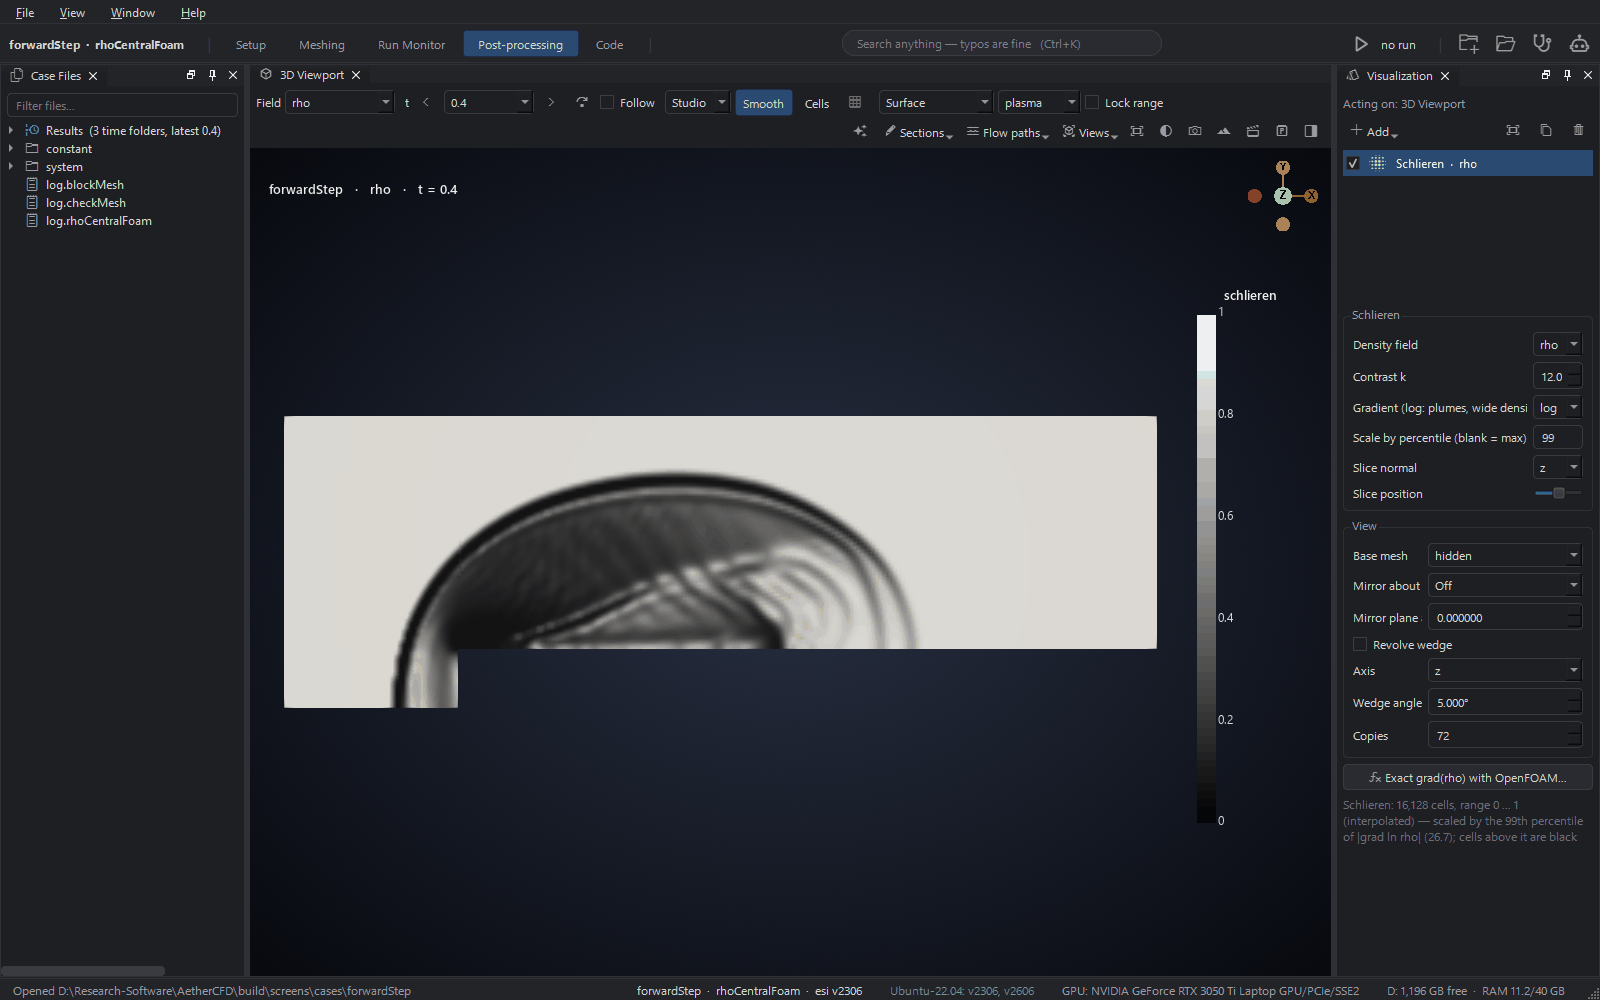 File View Window Help
forwardStep · rhoCentralFoam Setup Meshing Run Monitor Post-processing Code Search anything — typos are fine (Ctrl+K) no run
Case Files
Filter files...
Results (3 time folders, latest 0.4)
constant
system
log.blockMesh
log.checkMesh
log.rhoCentralFoam
3D Viewport
Field rho t 0.4 Follow Studio Smooth Cells Surface plasma Lock range
Sections Flow paths Views
forwardStep · rho · t = 0.4
Y
Z X
schlieren
1
0.8
0.6
0.4
0.2
0
Visualization
Acting on: 3D Viewport
Add
Schlieren · rho
Schlieren
Density field rho
Contrast k 12.0
Gradient (log: plumes, wide densi log
Scale by percentile (blank = max) 99
Slice normal z
Slice position
View
Base mesh hidden
Mirror about Off
Mirror plane 0.000000
Revolve wedge
Axis z
Wedge angle 5.000°
Copies 72
fx Exact grad(rho) with OpenFOAM...
Schlieren: 16,128 cells, range 0 ... 1
(interpolated) — scaled by the 99th percentile
of |grad ln rho| (26.7); cells above it are black
Opened D:\Research-Software\AetherCFD\build\screens\cases\forwardStep forwardStep · rhoCentralFoam · esi v2306 Ubuntu-22.04: v2306, v2606 GPU: NVIDIA GeForce RTX 3050 Ti Laptop GPU/PCIe/SSE2 D: 1,196 GB free · RAM 11.2/40 GB